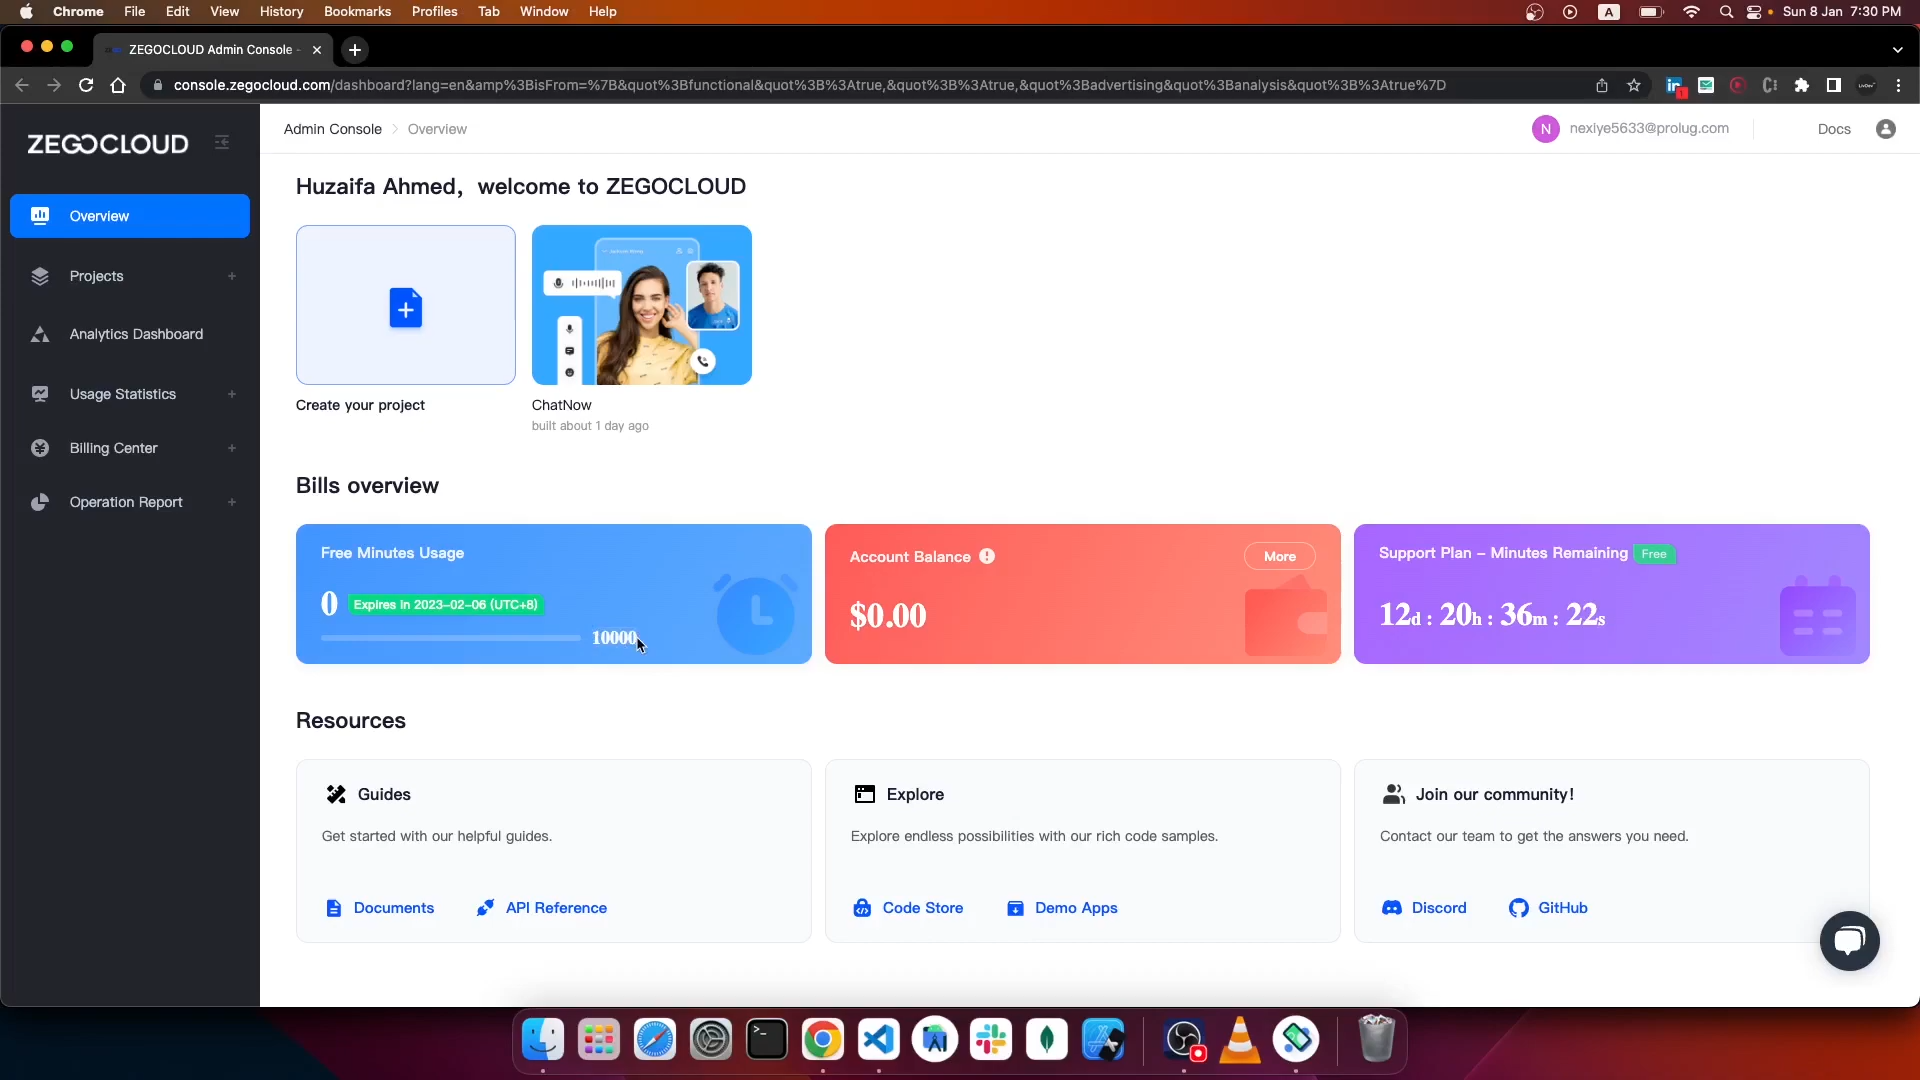 Chrome File Edit View History Bookmarks Profiles Tab Window Help
A
Sun 8 Jan 7:30 PM
ZEGOCLOUD Admin Console -
console.zegocloud.com/dashboard?lang=en&amp%3BisFrom=%7B&quot%3Bfunctional&quot%3B%3Atrue,&quot%3B%3Atrue,&quot%3Badvertising&quot%3Banalysis&quot%3B%3Atrue%7D
ZEGOCLOUD
Admin Console > Overview
N nexiye5633@prolug.com
Docs
Overview
Projects +
Analytics Dashboard
Usage Statistics +
Billing Center +
Operation Report +
Huzaifa Ahmed, welcome to ZEGOCLOUD
Create your project
ChatNow
built about 1 day ago
Bills overview
Free Minutes Usage
0 Expires in 2023-02-06 (UTC+8)
10000
Account Balance
More
$0.00
Support Plan - Minutes Remaining Free
12d : 20h : 36m : 22s
Resources
Guides
Get started with our helpful guides.
Documents
API Reference
Explore
Explore endless possibilities with our rich code samples.
Code Store
Demo Apps
Join our community!
Contact our team to get the answers you need.
Discord
GitHub